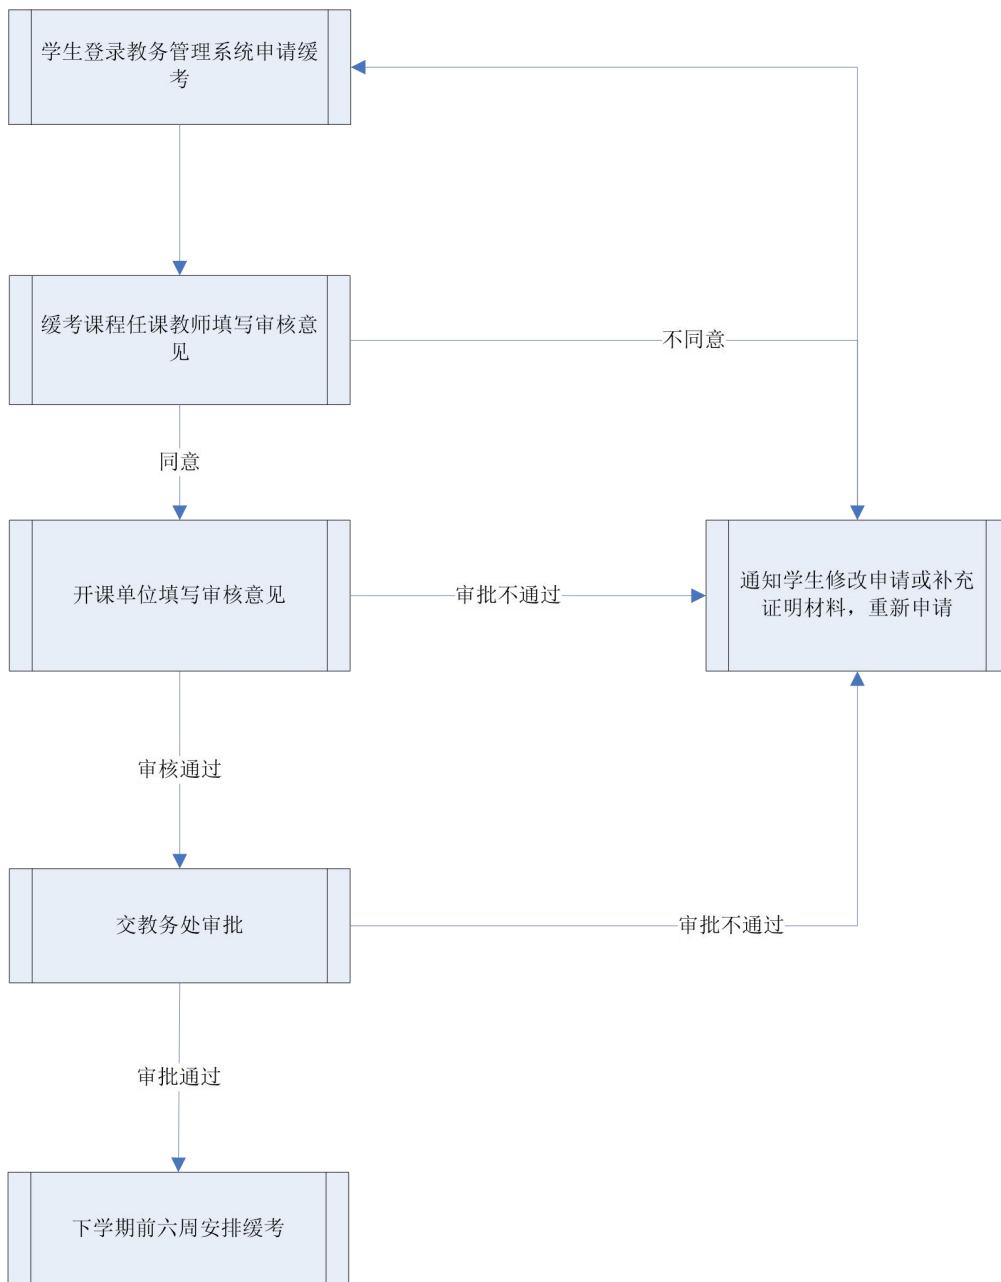 学生登录教务管理系统申请缓
考
缓考课程任课教师填写审核意
见
不同意
同意
开课单位填写审核意见
审批不通过
通知学生修改申请或补充
证明材料，重新申请
审核通过
交教务处审批
审批不通过
审批通过
下学期前六周安排缓考